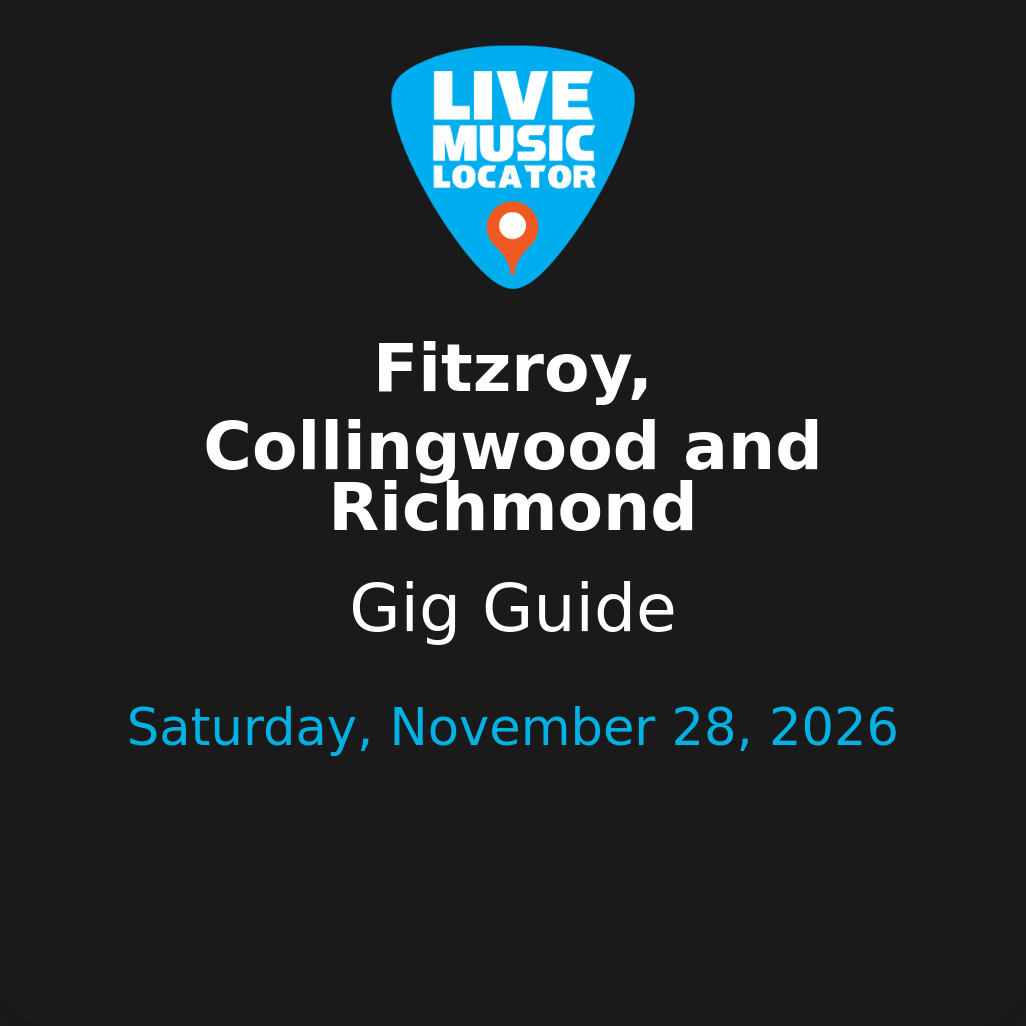 LIVE
MUSIC
LOCATOR
Fitzroy,
Collingwood and
Richmond
Gig Guide
Saturday, November 28, 2026